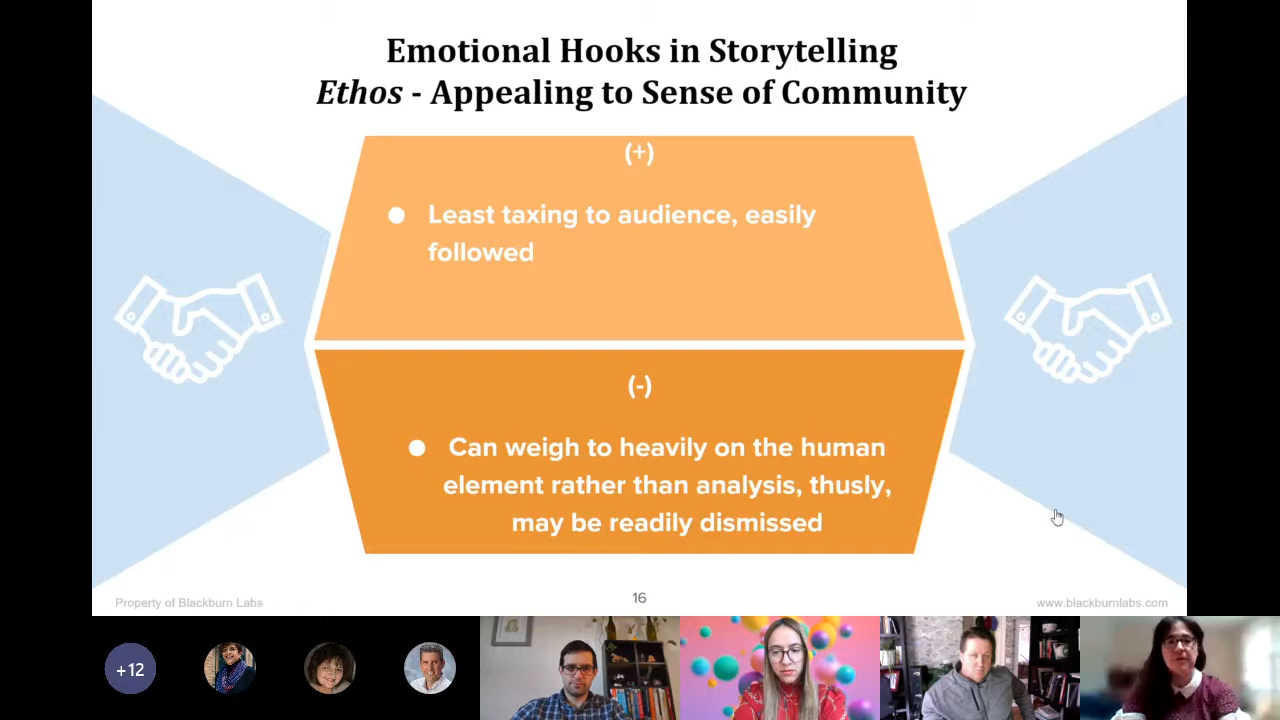 Emotional Hooks in Storytelling
Ethos - Appealing to Sense of Community
(+)
● Least taxing to audience, easily
followed
(-)
● Can weigh to heavily on the human
element rather than analysis, thusly,
may be readily dismissed
Property of Blackburn Labs
16
www.blackburnlabs.com
+12